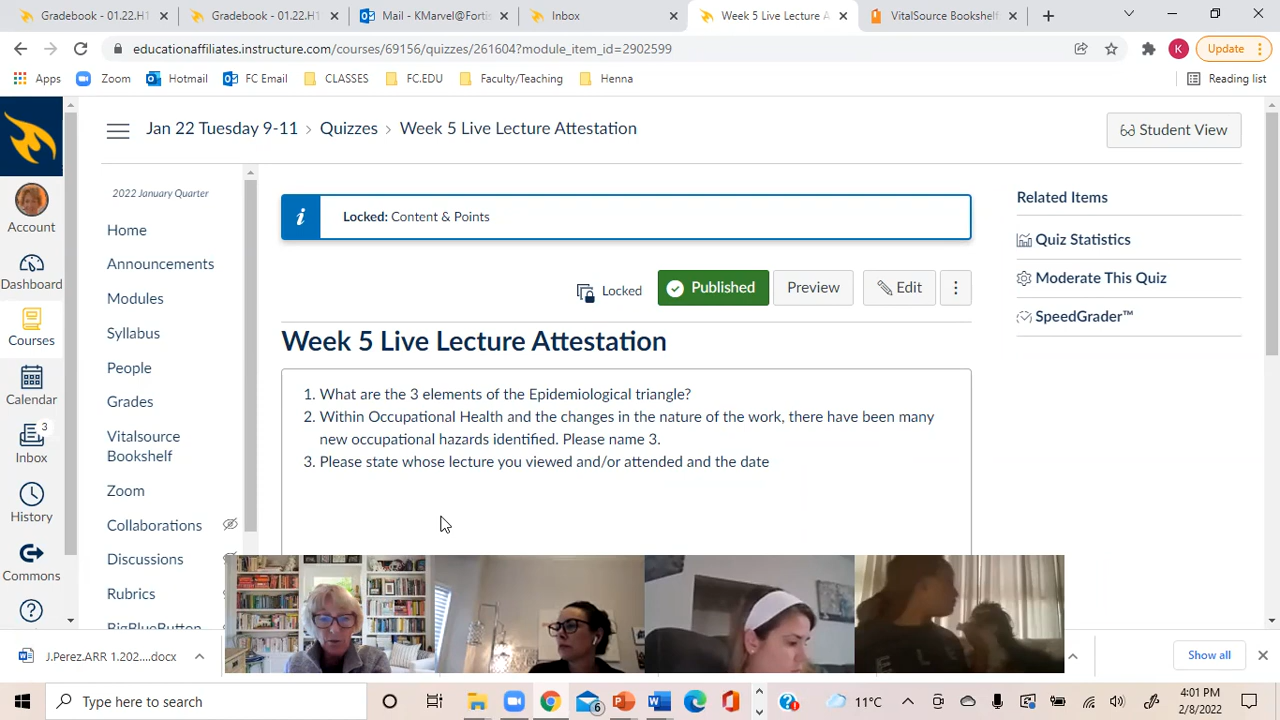 Gradebook - 01.22.H1
Gradebook - 01.22.H1
Mail - KMarvel@Fortis
Inbox
Week 5 Live Lecture A
VitalSource Bookshelf
educationaffiliates.instructure.com/courses/69156/quizzes/261604?module_item_id=2902599
K
Update
Apps
Zoom
Hotmail
FC Email
CLASSES
FC.EDU
Faculty/Teaching
Henna
Reading list
Jan 22 Tuesday 9-11 > Quizzes > Week 5 Live Lecture Attestation
Student View
Account
Dashboard
Courses
Calendar
3
Inbox
History
Commons
2022 January Quarter
Home
Announcements
Modules
Syllabus
People
Grades
Vitalsource
Bookshelf
Zoom
Collaborations
Discussions
Rubrics
BigBlueButton
i
Locked: Content & Points
Locked
Published
Preview
Edit
Week 5 Live Lecture Attestation
1. What are the 3 elements of the Epidemiological triangle?
2. Within Occupational Health and the changes in the nature of the work, there have been many
new occupational hazards identified. Please name 3.
3. Please state whose lecture you viewed and/or attended and the date
Related Items
Quiz Statistics
Moderate This Quiz
SpeedGrader™
J.Perez.ARR 1.202....docx
Show all
Type here to search
6
11°C
4:01 PM
2/8/2022